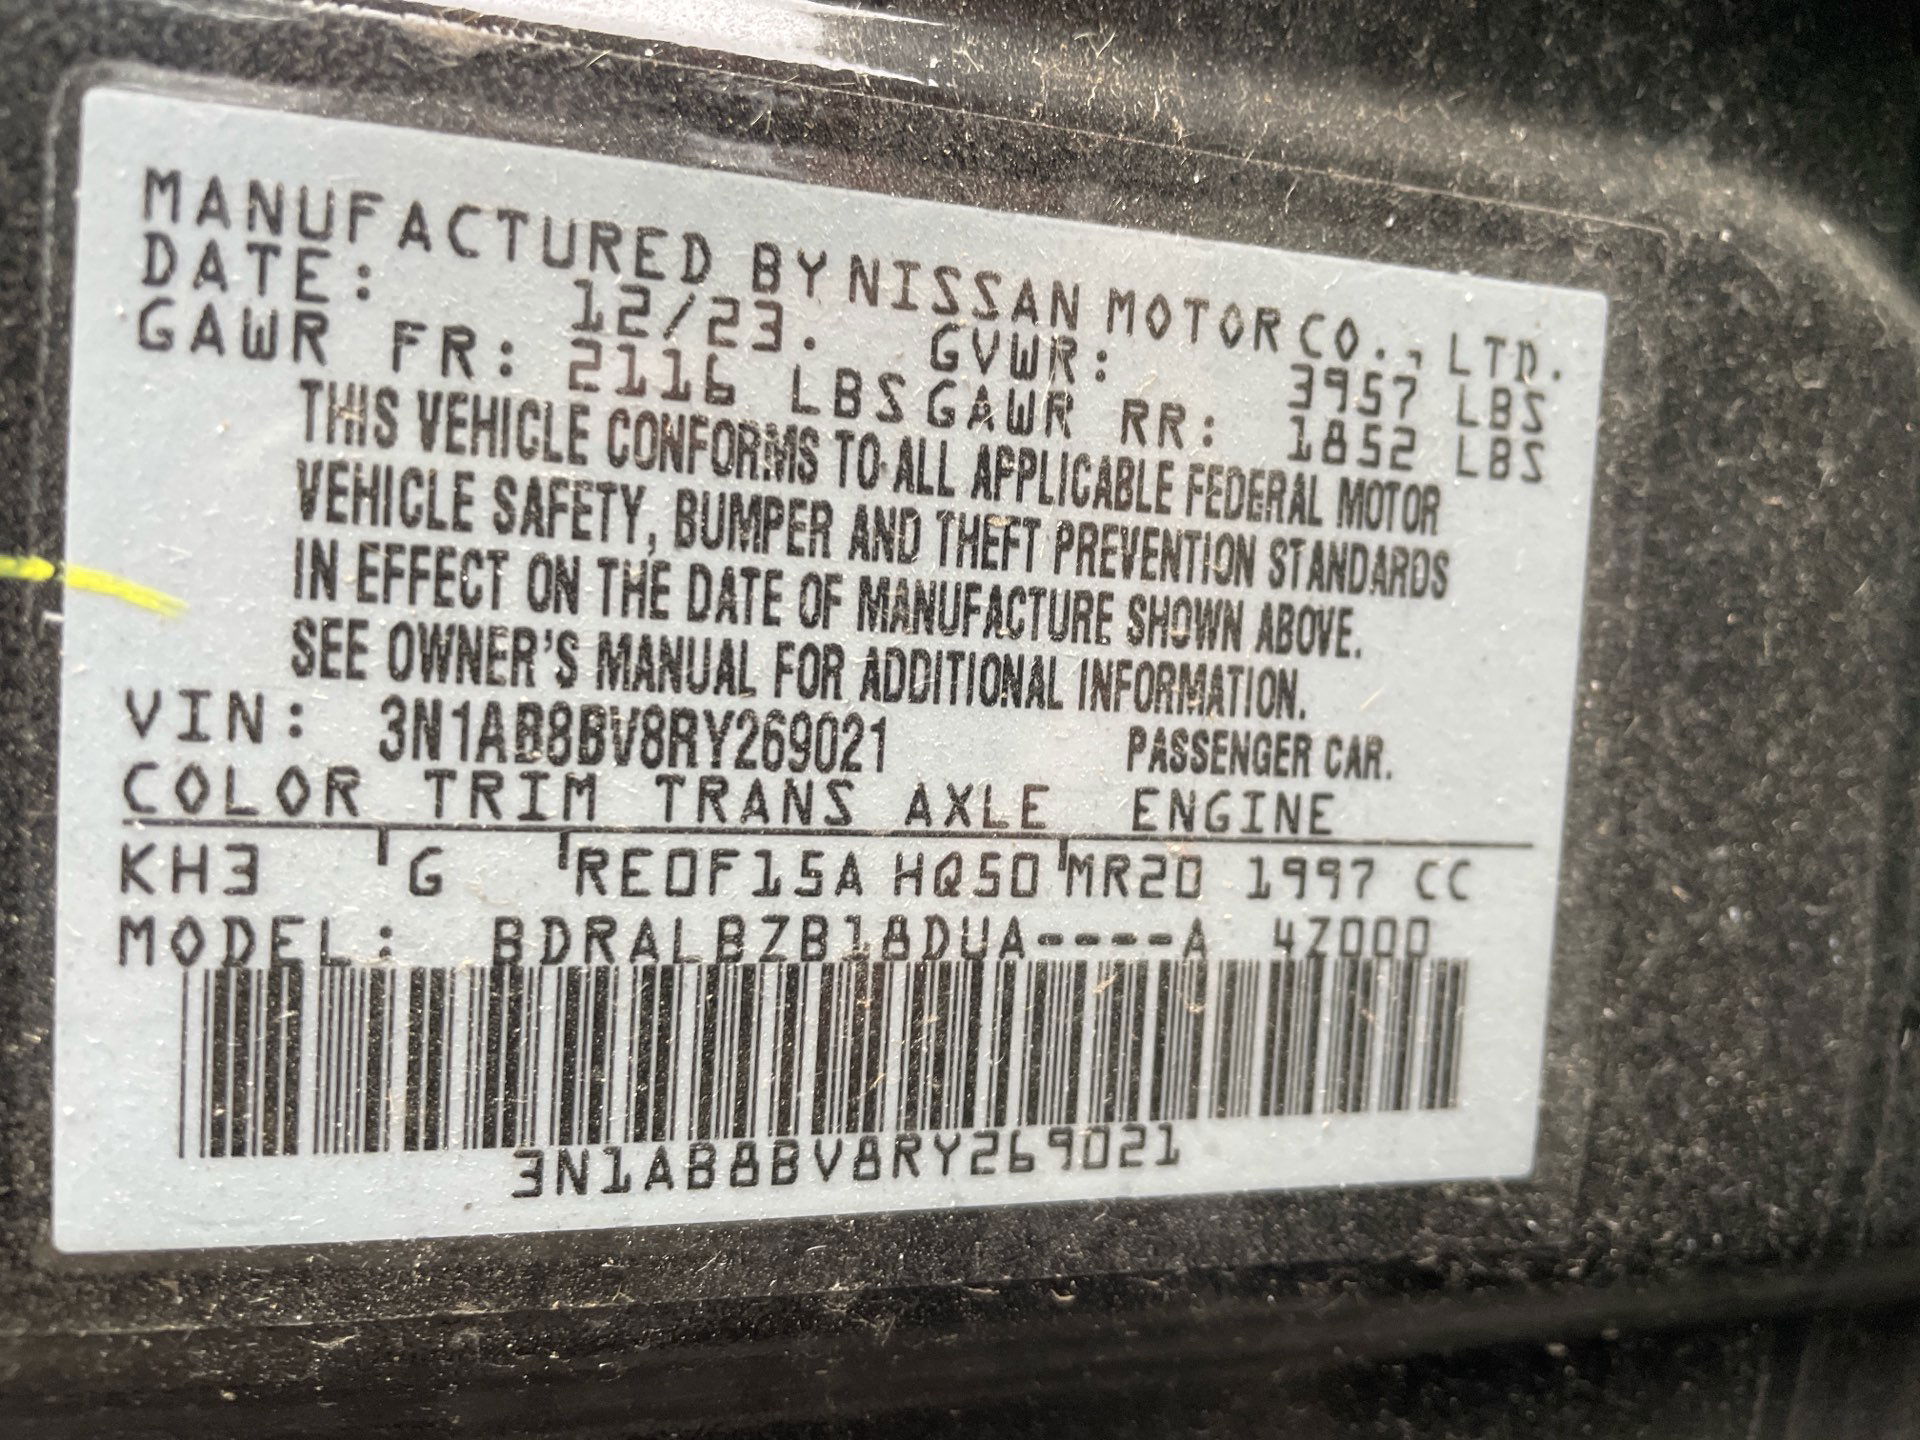 MANUFACTURED BY NISSAN MOTOR CO., LTD.
DATE: 12/23. GVWR: 3957 LBS
GAWR FR: 2116 LBS GAWR RR: 1852 LBS
THIS VEHICLE CONFORMS TO ALL APPLICABLE FEDERAL MOTOR
VEHICLE SAFETY, BUMPER AND THEFT PREVENTION STANDARDS
IN EFFECT ON THE DATE OF MANUFACTURE SHOWN ABOVE.
SEE OWNER'S MANUAL FOR ADDITIONAL INFORMATION.
VIN: 3N1AB8BV8RY269021 PASSENGER CAR.
COLOR TRIM TRANS AXLE ENGINE
KH3 G RE0F15A HQ50 MR20 1997 CC
MODEL: BDRALBZB18DUA----A 4Z000
3N1AB8BV8RY269021